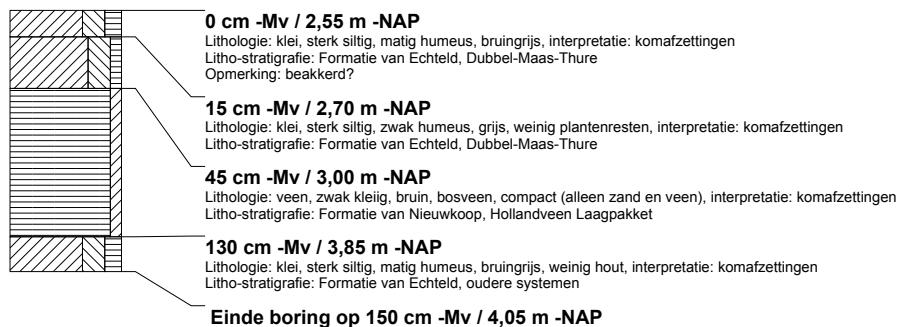 0 cm -Mv / 2,55 m -NAP
Lithologie: klei, sterk siltig, matig humeus, bruingrijs, interpretatie: komafzettingen
Litho-stratigrafie: Formatie van Echteld, Dubbel-Maas-Thure
Opmerking: beakkerd?
15 cm -Mv / 2,70 m -NAP
Lithologie: klei, sterk siltig, zwak humeus, grijs, weinig plantenresten, interpretatie: komafzettingen
Litho-stratigrafie: Formatie van Echteld, Dubbel-Maas-Thure
45 cm -Mv / 3,00 m -NAP
Lithologie: veen, zwak kleiig, bruin, bosveen, compact (alleen zand en veen), interpretatie: komafzettingen
Litho-stratigrafie: Formatie van Nieuwkoop, Hollandveen Laagpakket
130 cm -Mv / 3,85 m -NAP
Lithologie: klei, sterk siltig, matig humeus, bruingrijs, weinig hout, interpretatie: komafzettingen
Litho-stratigrafie: Formatie van Echteld, oudere systemen
Einde boring op 150 cm -Mv / 4,05 m -NAP